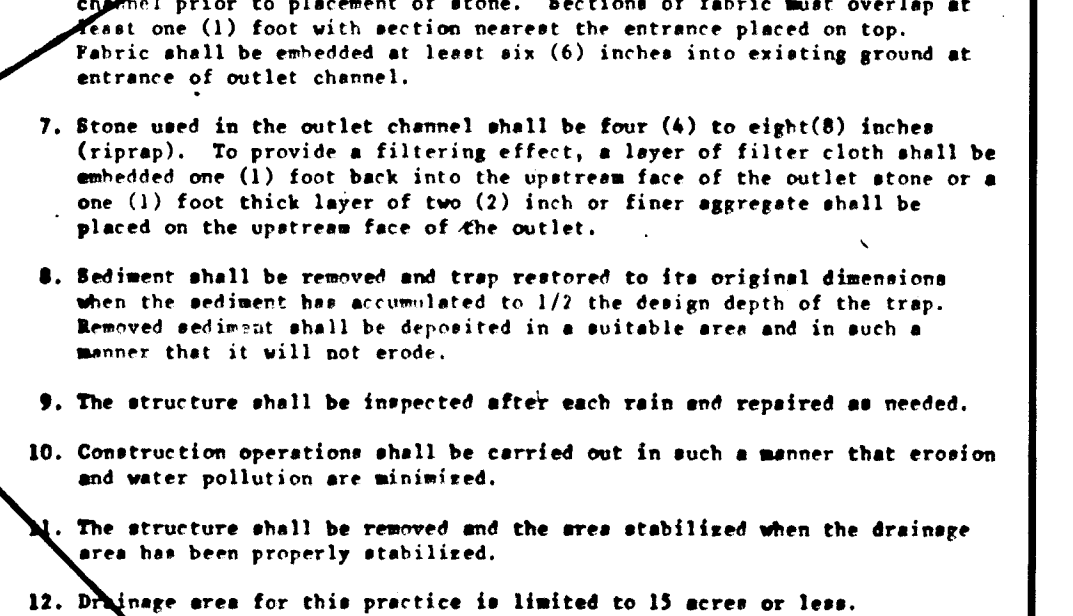 channel prior to placement of stone. Sections of fabric must overlap at
least one (1) foot with section nearest the entrance placed on top.
Fabric shall be embedded at least six (6) inches into existing ground at
entrance of outlet channel.
7. Stone used in the outlet channel shall be four (4) to eight(8) inches
(riprap). To provide a filtering effect, a layer of filter cloth shall be
embedded one (1) foot back into the upstream face of the outlet stone or a
one (1) foot thick layer of two (2) inch or finer aggregate shall be
placed on the upstream face of the outlet.
8. Sediment shall be removed and trap restored to its original dimensions
when the sediment has accumulated to 1/2 the design depth of the trap.
Removed sediment shall be deposited in a suitable area and in such a
manner that it will not erode.
9. The structure shall be inspected after each rain and repaired as needed.
10. Construction operations shall be carried out in such a manner that erosion
and water pollution are minimized.
11. The structure shall be removed and the area stabilized when the drainage
area has been properly stabilized.
12. Drainage area for this practice is limited to 15 acres or less.